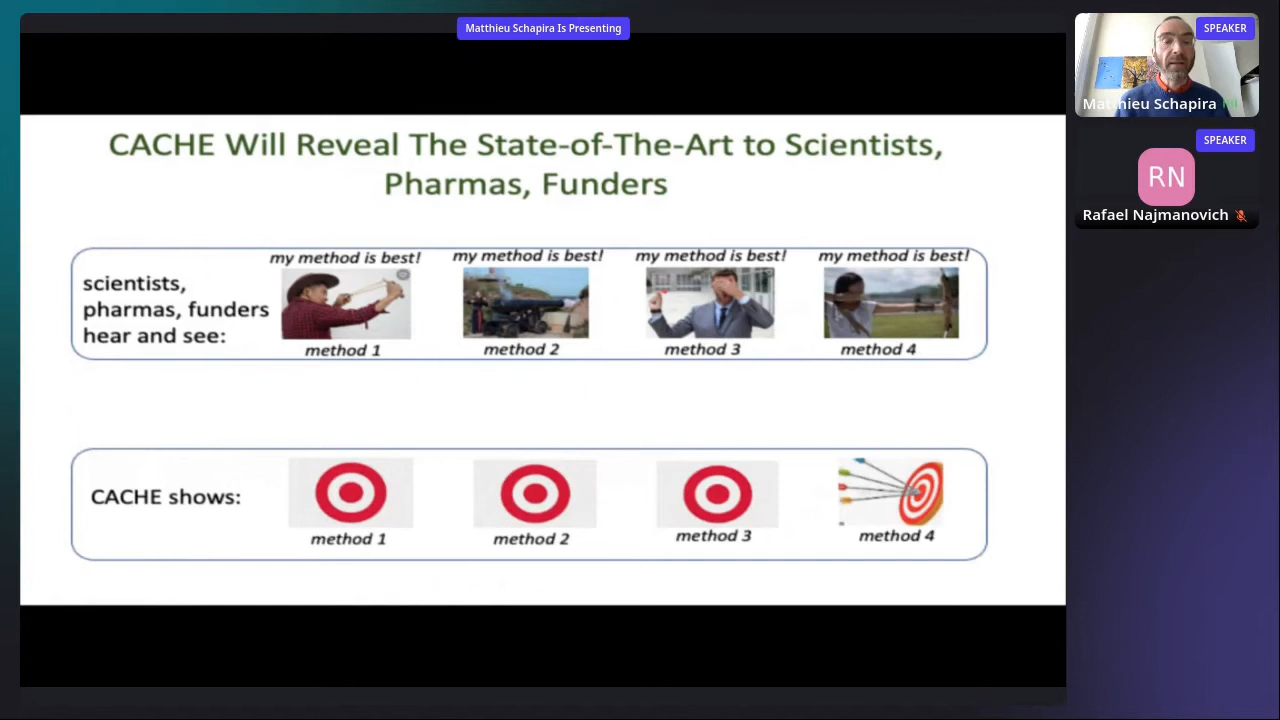 Matthieu Schapira Is Presenting
SPEAKER
Matthieu Schapira
SPEAKER
RN
Rafael Najmanovich
CACHE Will Reveal The State-of-The-Art to Scientists,
Pharmas, Funders
scientists,
pharmas, funders
hear and see:
my method is best!
my method is best!
my method is best!
my method is best!
method 1
method 2
method 3
method 4
CACHE shows:
method 1
method 2
method 3
method 4